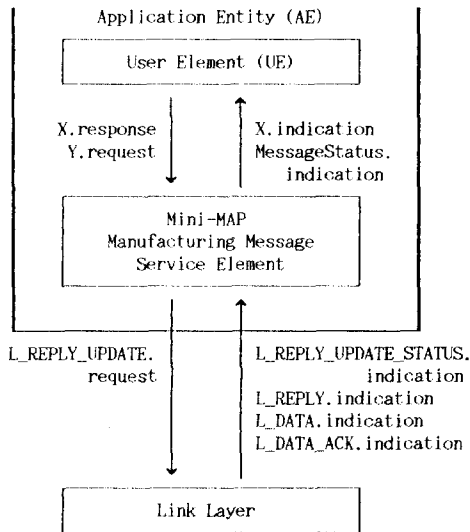 Application Entity (AE)
User Element (UE)
X.response
Y.request
X.indication
MessageStatus.
indication
Mini-MAP
Manufacturing Message
Service Element
L_REPLY_UPDATE.
request
L_REPLY_UPDATE_STATUS.
indication
L_REPLY.indication
L_DATA.indication
L_DATA_ACK.indication
Link Layer